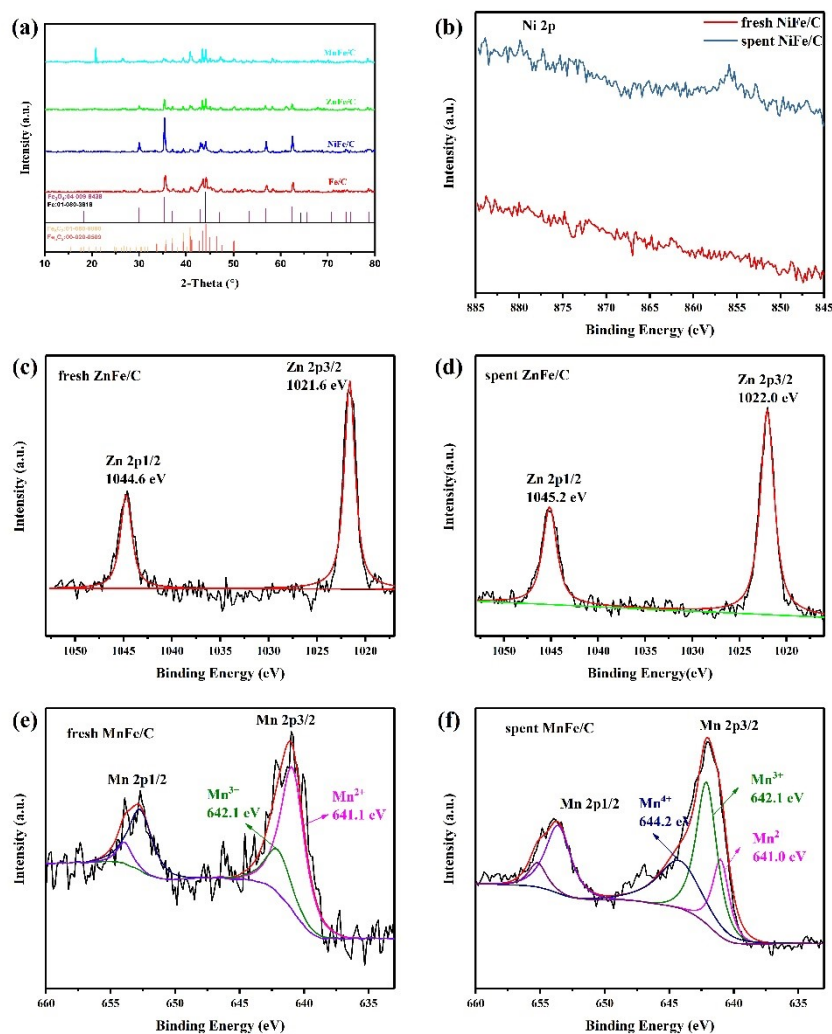 (a)
MnFe/C
ZnFe/C
NiFe/C
Fe/C
Fe:01-080-3818
Intensity (a.u.)
10 20 30 40 50 60 70 80
2-Theta (°)
(b)
Ni 2p
fresh NiFe/C
spent NiFe/C
Intensity (a.u.)
885 880 875 870 865 860 855 850 845
Binding Energy (eV)
(c)
fresh ZnFe/C
Zn 2p3/2
1021.6 eV
Zn 2p1/2
1044.6 eV
Intensity (a.u.)
1050 1045 1040 1035 1030 1025 1020
Binding Energy (eV)
(d)
spent ZnFe/C
Zn 2p3/2
1022.0 eV
Zn 2p1/2
1045.2 eV
Intensity(a.u.)
1050 1045 1040 1035 1030 1025 1020
Binding Energy(eV)
(e)
fresh MnFe/C
Mn 2p3/2
Mn 2p1/2
Mn³⁻
642.1 eV
Mn²⁺
641.1 eV
Intensity (a.u.)
660 655 650 645 640 635
Binding Energy (eV)
(f)
spent MnFe/C
Mn 2p3/2
Mn 2p1/2
Mn⁴⁺
644.2 eV
Mn³⁺
642.1 eV
Mn²
641.0 eV
Intensity (a.u.)
660 655 650 645 640 635
Binding Energy (eV)